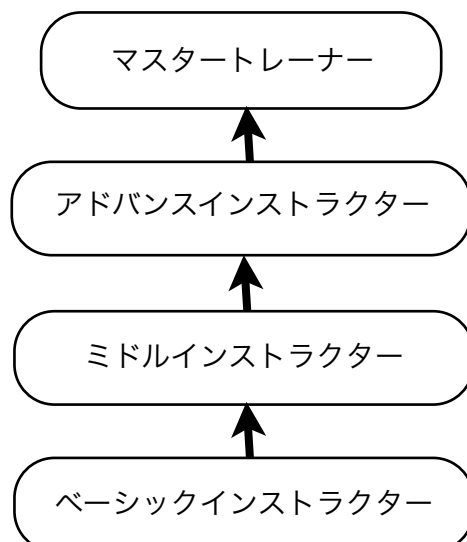 マスタートレーナー
アドバンスインストラクター
ミドルインストラクター
ベーシックインストラクター